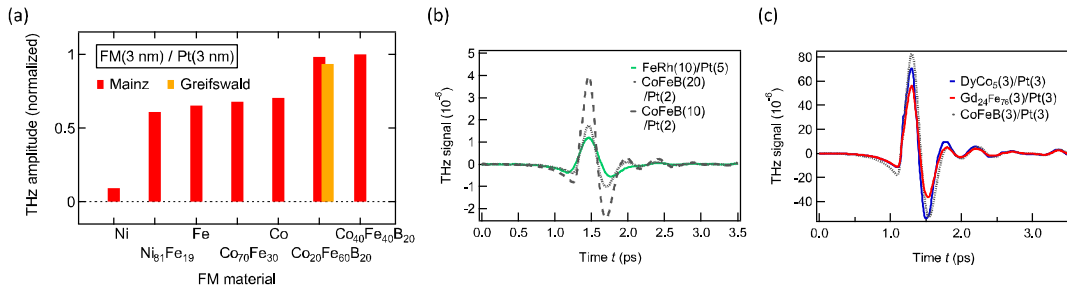 (a)
THz amplitude (normalized)
1
0.5
0
FM(3 nm) / Pt(3 nm)
Mainz
Greifswald
Ni
Fe
Co
Co40Fe40B20
Ni81Fe19
Co70Fe30
Co20Fe60B20
FM material
(b)
THz signal (10-6)
4
3
2
1
0
-1
-2
FeRh(10)/Pt(5)
CoFeB(20)
/Pt(2)
CoFeB(10)
/Pt(2)
0.0 0.5 1.0 1.5 2.0 2.5 3.0 3.5
Time t (ps)
(c)
THz signal (10-6)
80
60
40
20
0
-20
-40
DyCo5(3)/Pt(3)
Gd24Fe76(3)/Pt(3)
CoFeB(3)/Pt(3)
0.0 1.0 2.0 3.0
Time t (ps)